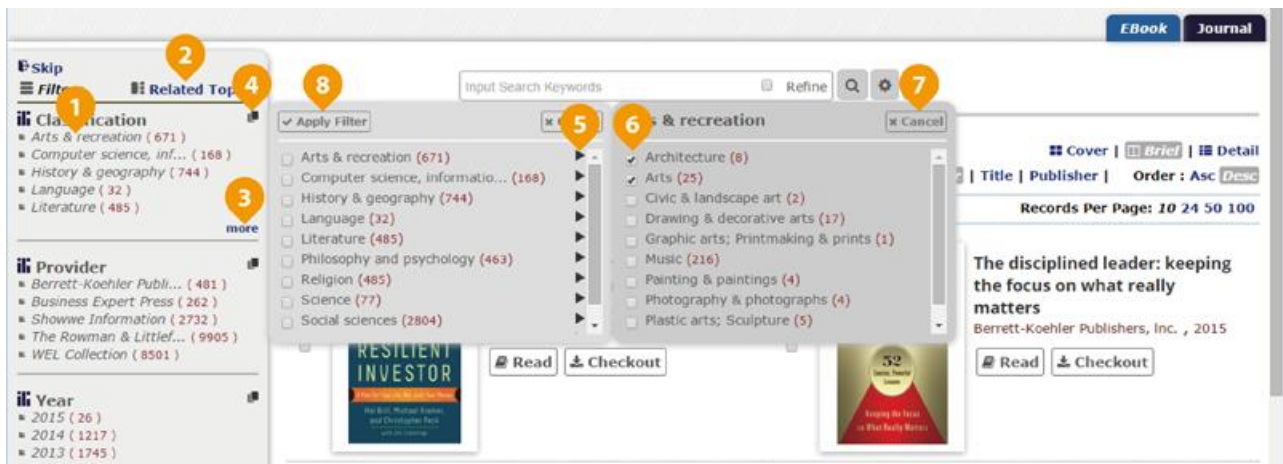 EBook Journal
Skip
Filter
Related Top
Input Search Keywords Refine
1
2
3
4
5
6
7
8
Classification
Arts & recreation ( 671 )
Computer science, inf... ( 168 )
History & geography ( 744 )
Language ( 32 )
Literature ( 485 )
more
Provider
Berrett-Koehler Publi... ( 481 )
Business Expert Press ( 262 )
Showwe Information ( 2732 )
The Rowman & Littlef... ( 9905 )
WEL Collection ( 8501 )
Year
2015 ( 26 )
2014 ( 1217 )
2013 ( 1745 )
Apply Filter
Arts & recreation (671)
Computer science, informatio... (168)
History & geography (744)
Language (32)
Literature (485)
Philosophy and psychology (463)
Religion (485)
Science (77)
Social sciences (2804)
& recreation
Cancel
Architecture (8)
Arts (25)
Civic & landscape art (2)
Drawing & decorative arts (17)
Graphic arts; Printmaking & prints (1)
Music (216)
Painting & paintings (4)
Photography & photographs (4)
Plastic arts; Sculpture (5)
Cover | Brief | Detail
| Title | Publisher | Order : Asc Desc
Records Per Page: 10 24 50 100
RESILIENT
INVESTOR
Read Checkout
52
The disciplined leader: keeping
the focus on what really
matters
Berrett-Koehler Publishers, Inc. , 2015
Read Checkout
Keeping the Focus
on What Really Matters